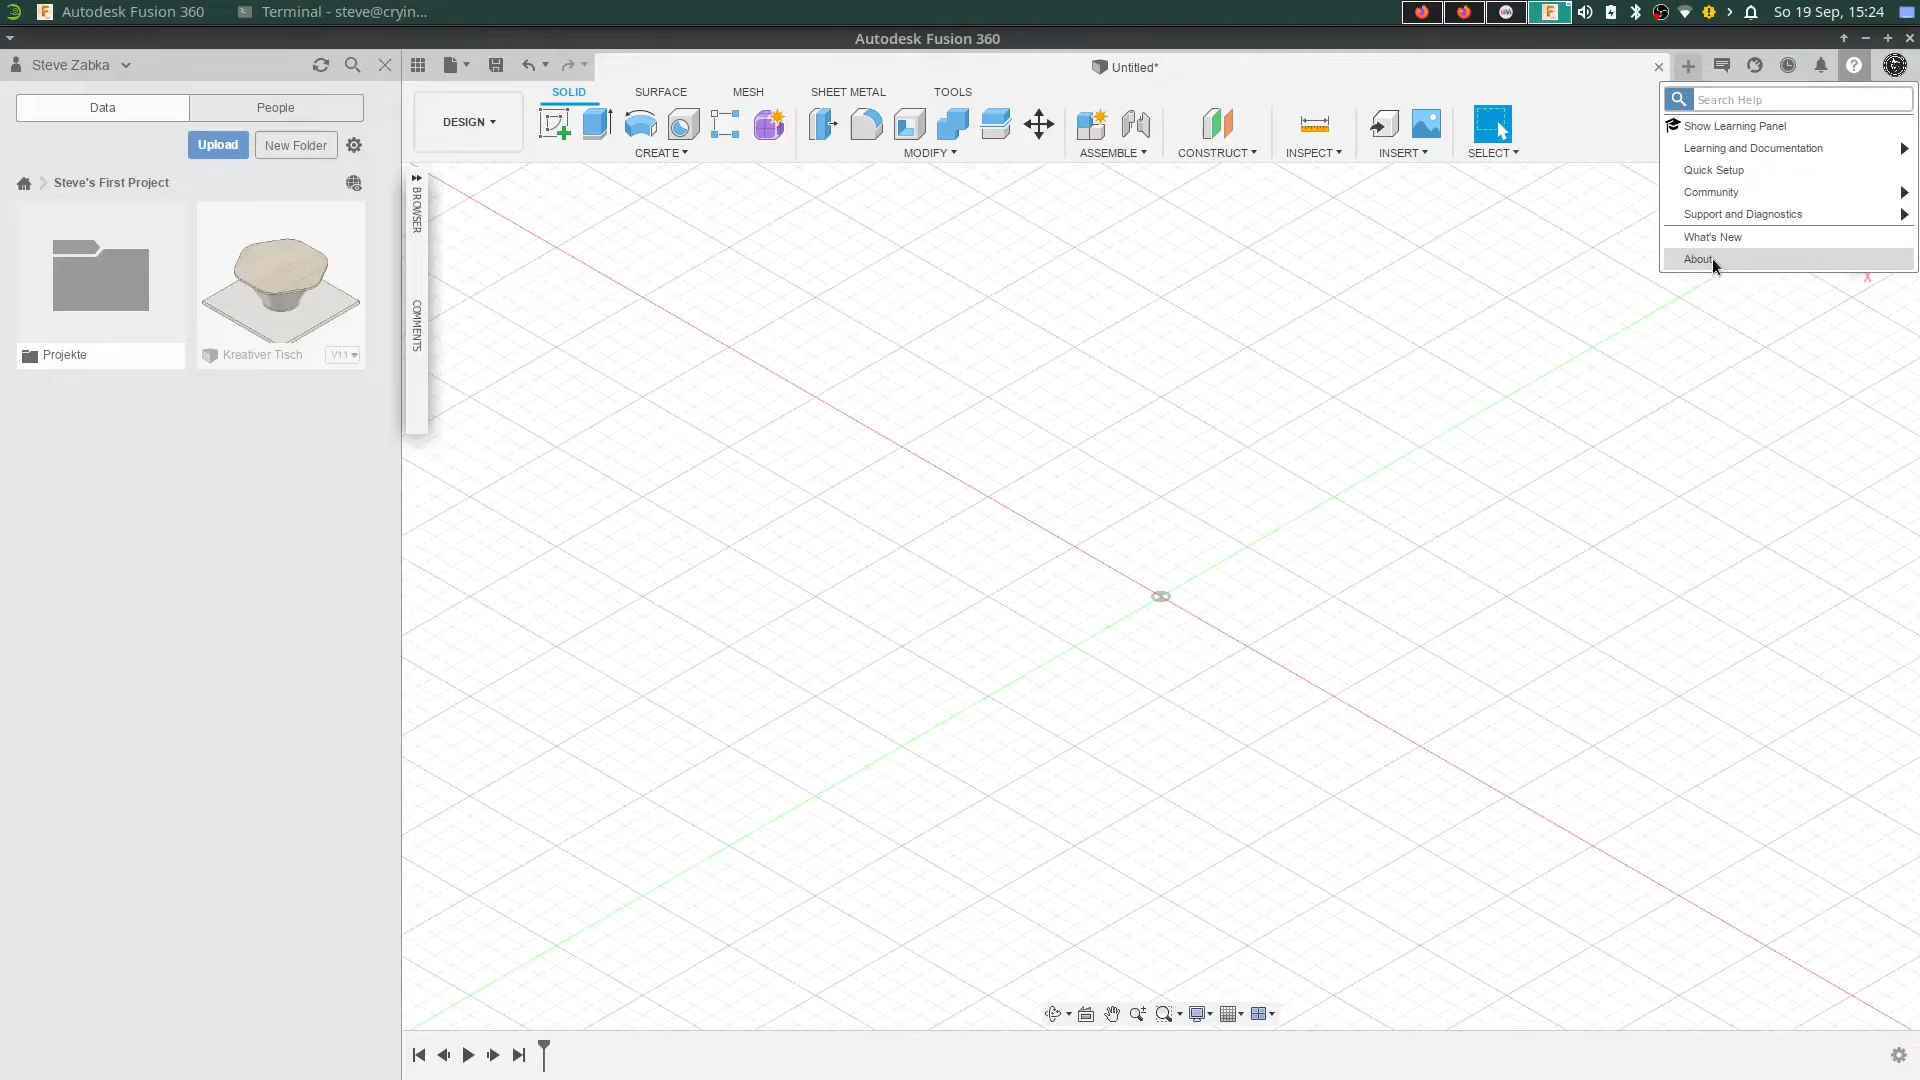 Autodesk Fusion 360
Terminal - steve@cryin...
So 19 Sep, 15:24
Autodesk Fusion 360
Steve Zabka
Untitled*
Data
People
Upload
New Folder
Steve's First Project
Projekte
Kreativer Tisch
V11
DESIGN
SOLID
SURFACE
MESH
SHEET METAL
TOOLS
CREATE
MODIFY
ASSEMBLE
CONSTRUCT
INSPECT
INSERT
SELECT
BROWSER
COMMENTS
Search Help
Show Learning Panel
Learning and Documentation
Quick Setup
Community
Support and Diagnostics
What's New
About
X